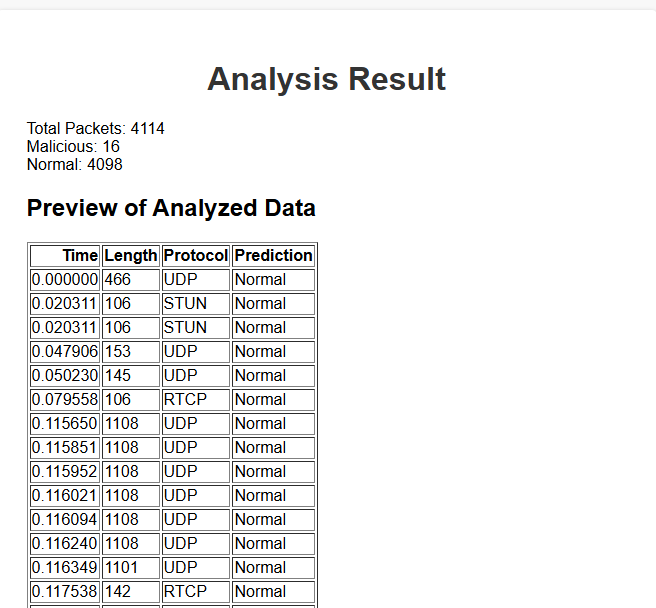 Analysis Result
Total Packets: 4114
Malicious: 16
Normal: 4098
Preview of Analyzed Data
Time Length Protocol Prediction
0.000000 466 UDP Normal
0.020311 106 STUN Normal
0.020311 106 STUN Normal
0.047906 153 UDP Normal
0.050230 145 UDP Normal
0.079558 106 RTCP Normal
0.115650 1108 UDP Normal
0.115851 1108 UDP Normal
0.115952 1108 UDP Normal
0.116021 1108 UDP Normal
0.116094 1108 UDP Normal
0.116240 1108 UDP Normal
0.116349 1101 UDP Normal
0.117538 142 RTCP Normal